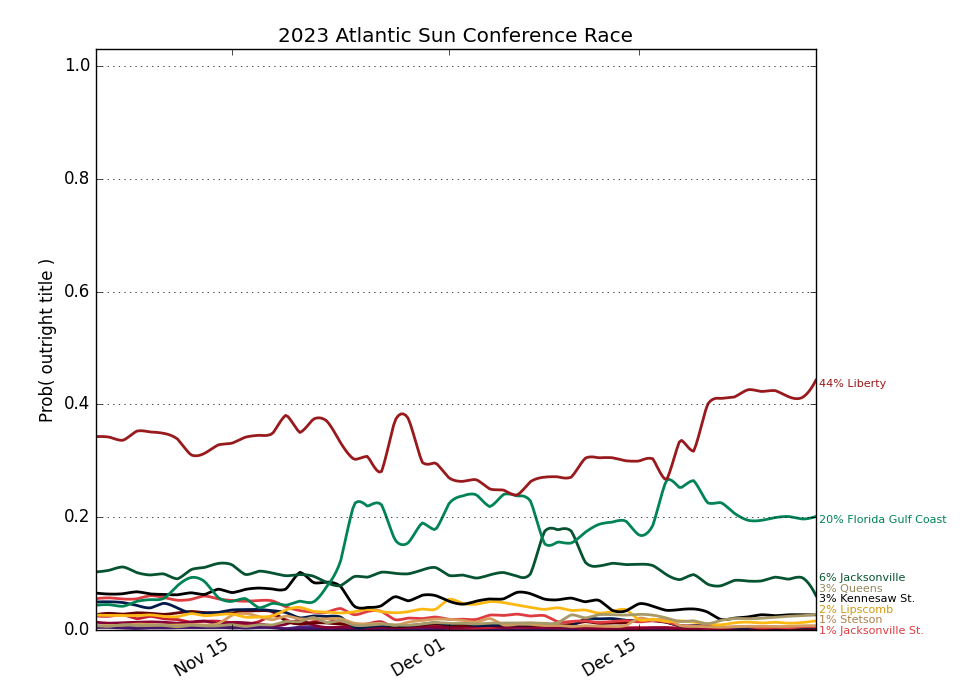 2023 Atlantic Sun Conference Race
Prob( outright title )
1.0
0.8
0.6
0.4
0.2
0.0
Nov 15
Dec 01
Dec 15
44% Liberty
20% Florida Gulf Coast
6% Jacksonville
3% Queens
3% Kennesaw St.
2% Lipscomb
1% Stetson
1% Jacksonville St.